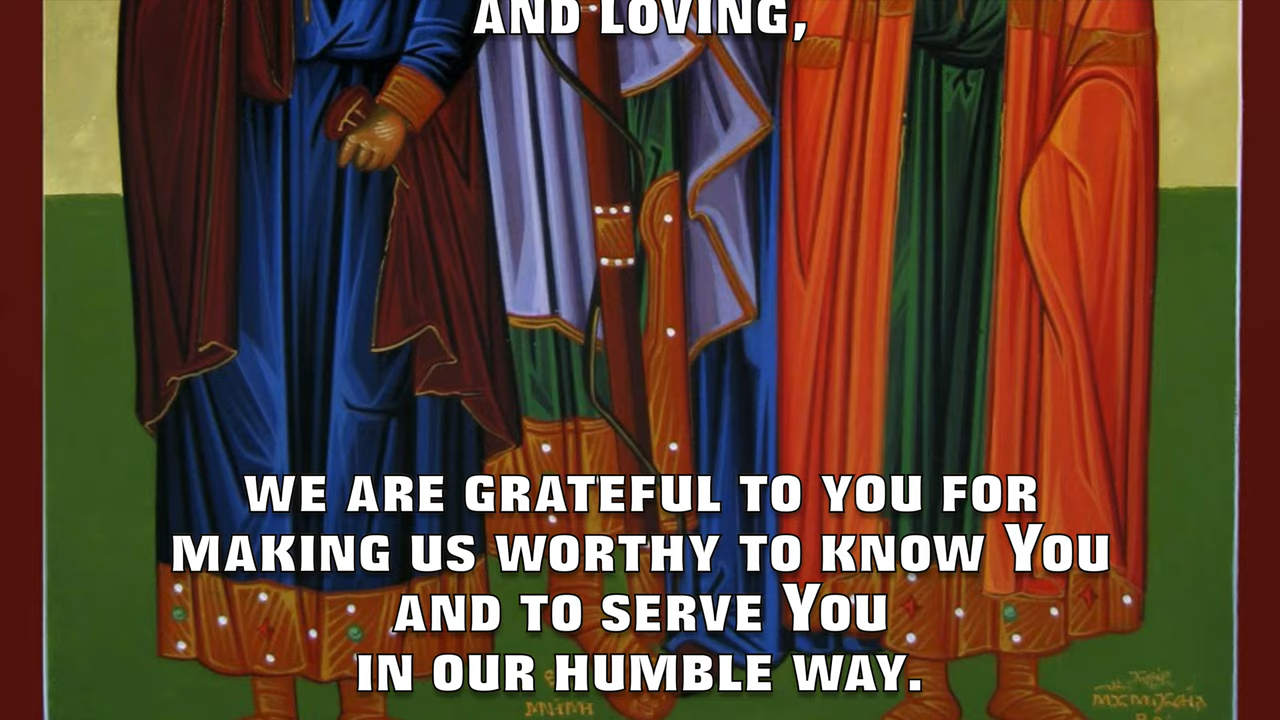 AND LOVING,
WE ARE GRATEFUL TO YOU FOR
MAKING US WORTHY TO KNOW YOU
AND TO SERVE YOU
IN OUR HUMBLE WAY.